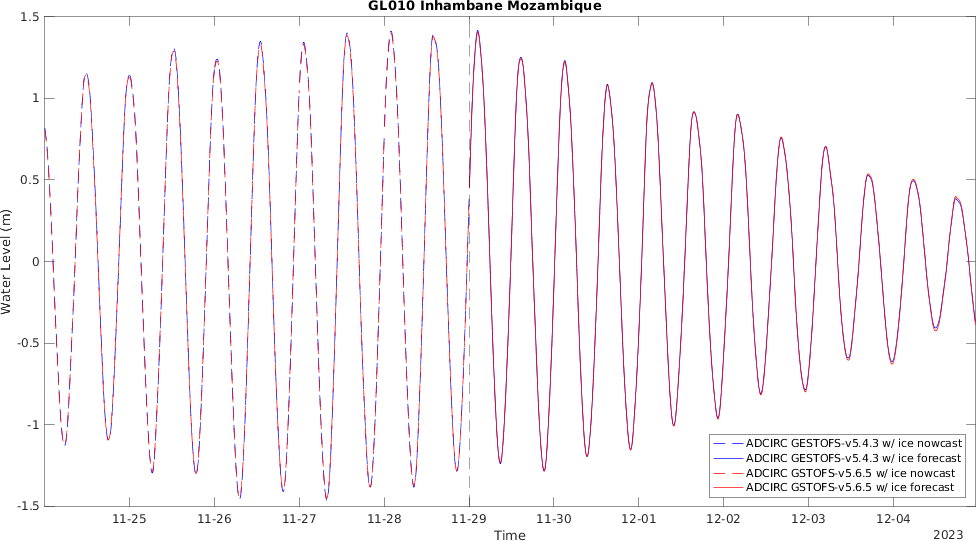 GL010 Inhambane Mozambique
Water Level (m)
1.5
1
0.5
0
-0.5
-1
-1.5
ADCIRC GESTOFS-v5.4.3 w/ ice nowcast
ADCIRC GESTOFS-v5.4.3 w/ ice forecast
ADCIRC GSTOFS-v5.6.5 w/ ice nowcast
ADCIRC GSTOFS-v5.6.5 w/ ice forecast
11-25 11-26 11-27 11-28 11-29 11-30 12-01 12-02 12-03 12-04
Time
2023